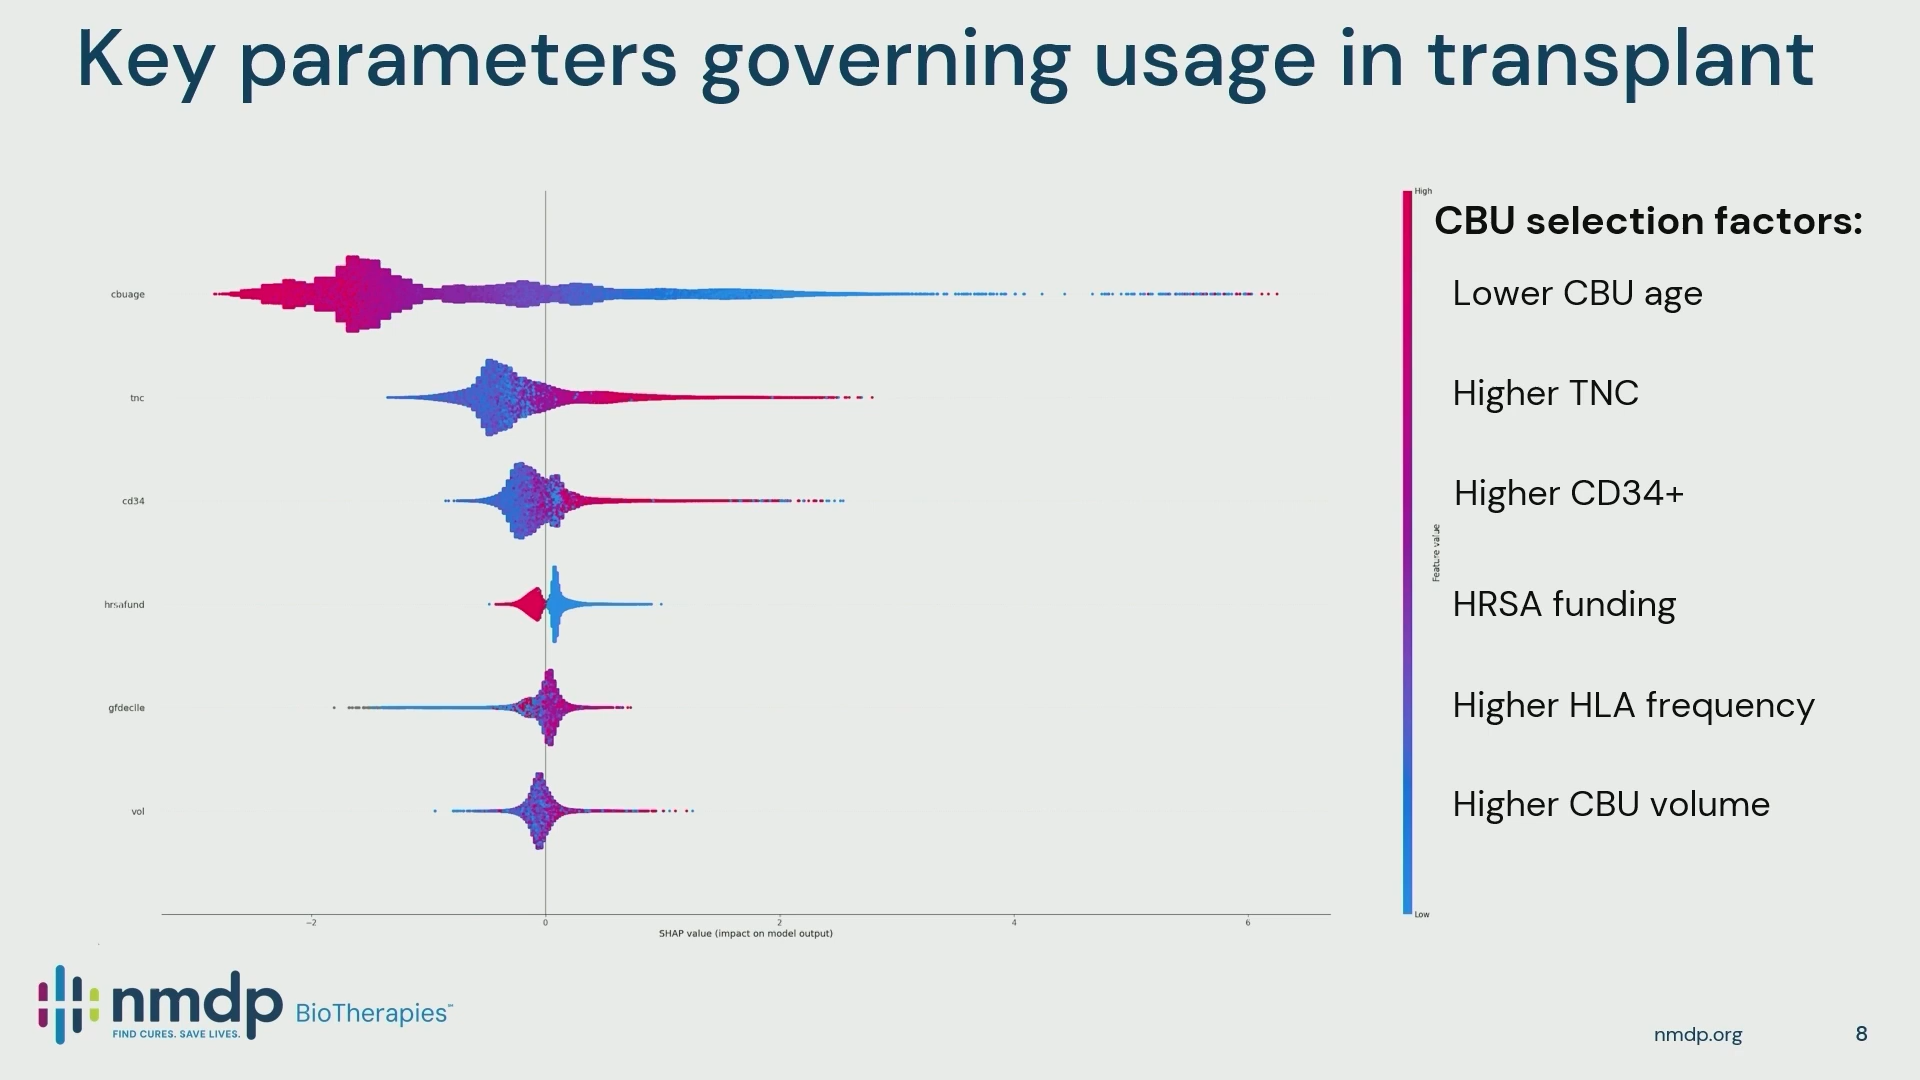 Key parameters governing usage in transplant
High
CBU selection factors:
cbuage
Lower CBU age
tnc
Higher TNC
cd34
Higher CD34+
Feature value
hrsafund
HRSA funding
gfdecile
Higher HLA frequency
vol
Higher CBU volume
Low
−2 0 2 4 6
SHAP value (impact on model output)
nmdp BioTherapies℠
FIND CURES. SAVE LIVES.
nmdp.org 8